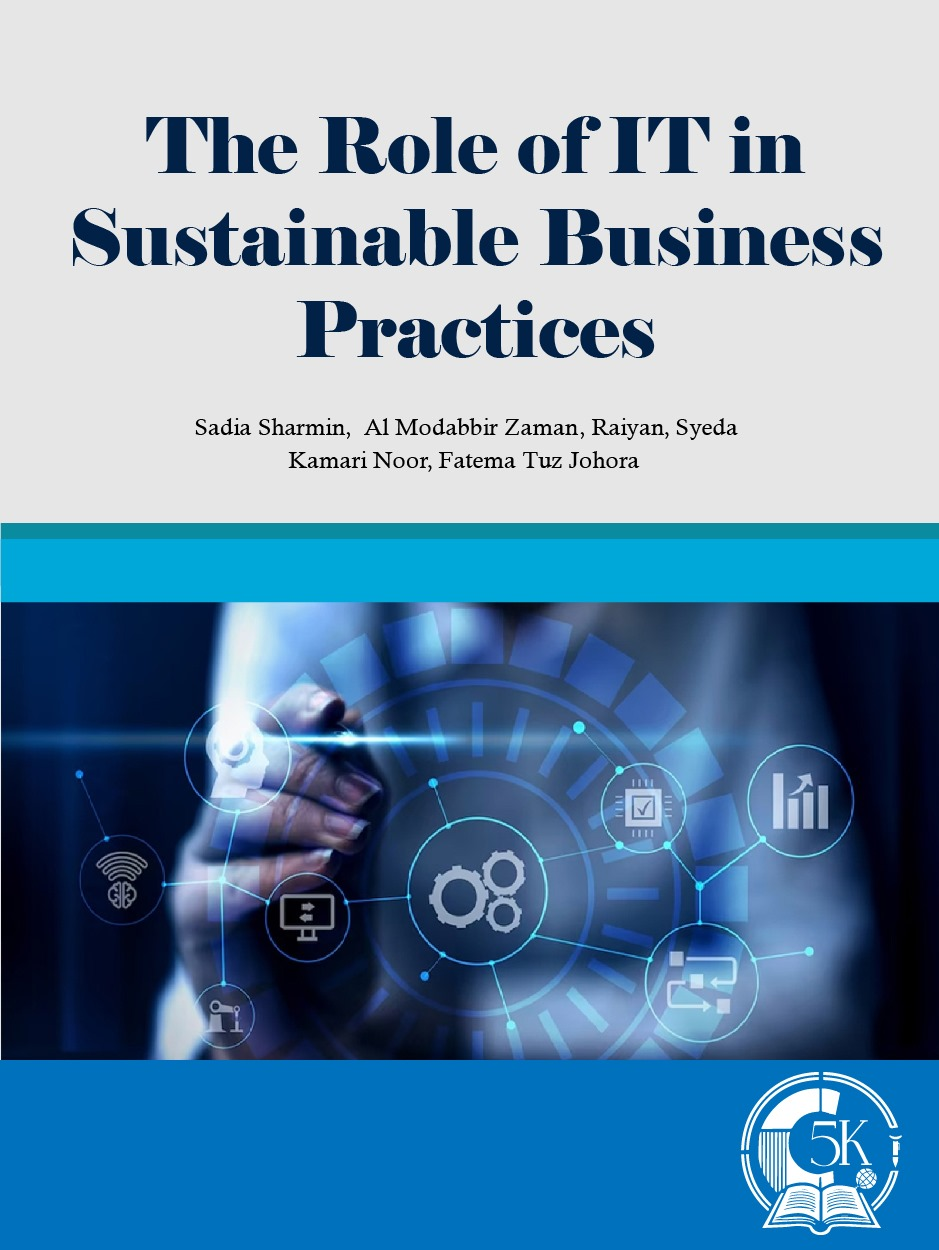 The Role of IT in
Sustainable Business
Practices
Sadia Sharmin, Al Modabbir Zaman, Raiyan, Syeda
Kamari Noor, Fatema Tuz Johora
5K